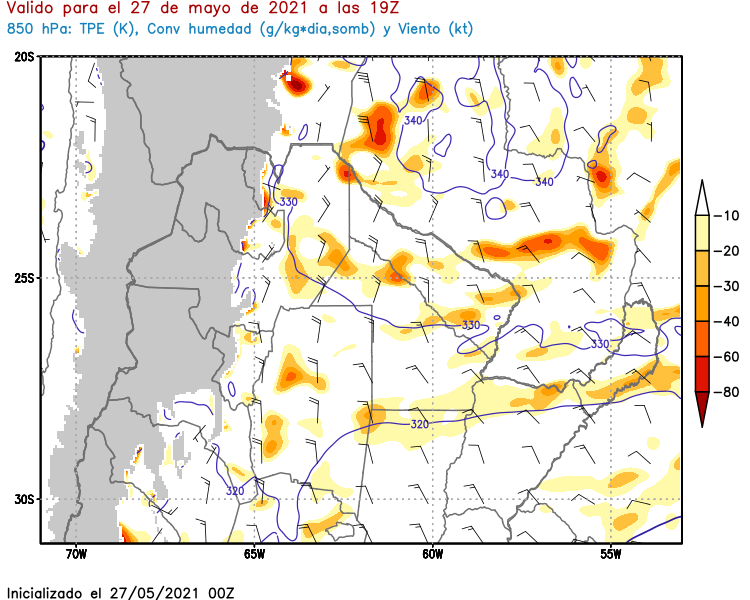 Valido para el 27 de mayo de 2021 a las 19Z
850 hPa: TPE (K), Conv humedad (g/kg*dia,somb) y Viento (kt)
20S
340
340
340
330
-10
-20
25S
-30
330
-40
330
-60
-80
320
320
30S
70W 65W 60W 55W
Inicializado el 27/05/2021 00Z